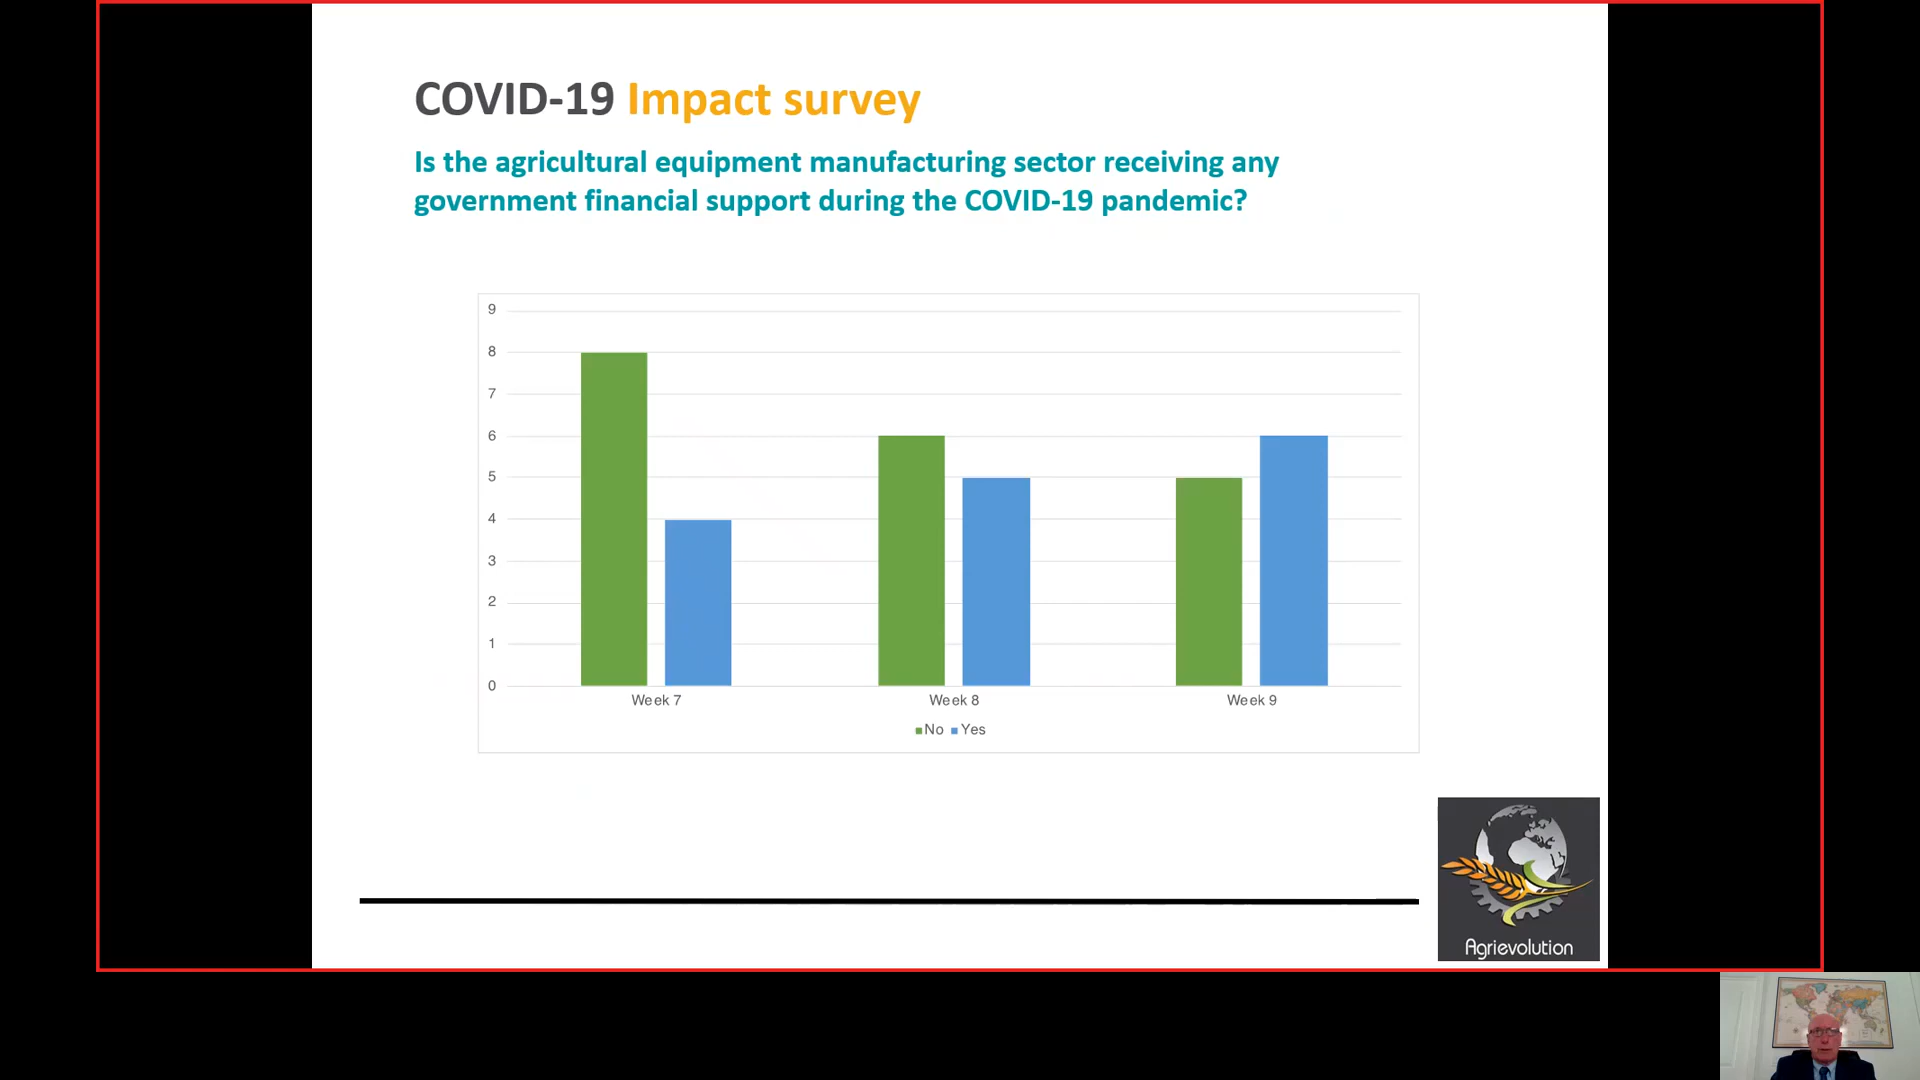 COVID-19 Impact survey
Is the agricultural equipment manufacturing sector receiving any
government financial support during the COVID-19 pandemic?
9
8
7
6
5
4
3
2
1
0
Week 7 Week 8 Week 9
No Yes
Agrievolution